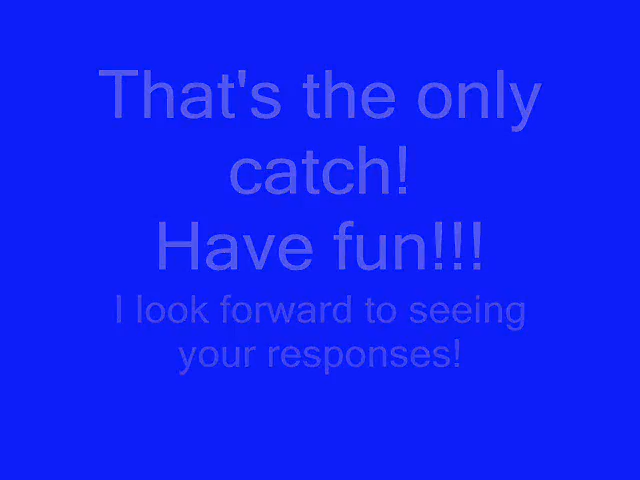 That's the only
catch!
Have fun!!!
I look forward to seeing
your responses!